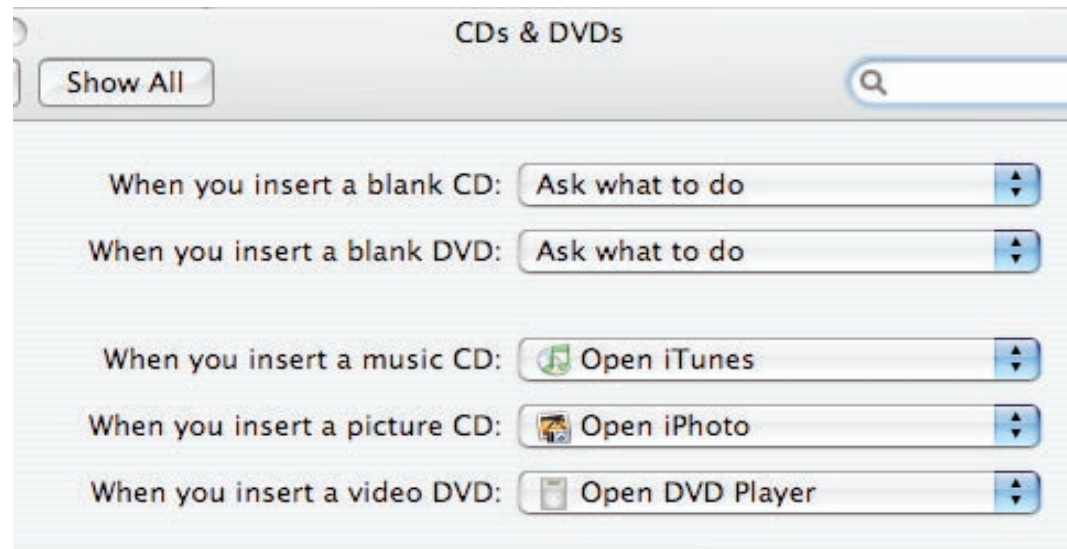 CDs & DVDs
Show All
When you insert a blank CD: Ask what to do
When you insert a blank DVD: Ask what to do
When you insert a music CD: Open iTunes
When you insert a picture CD: Open iPhoto
When you insert a video DVD: Open DVD Player